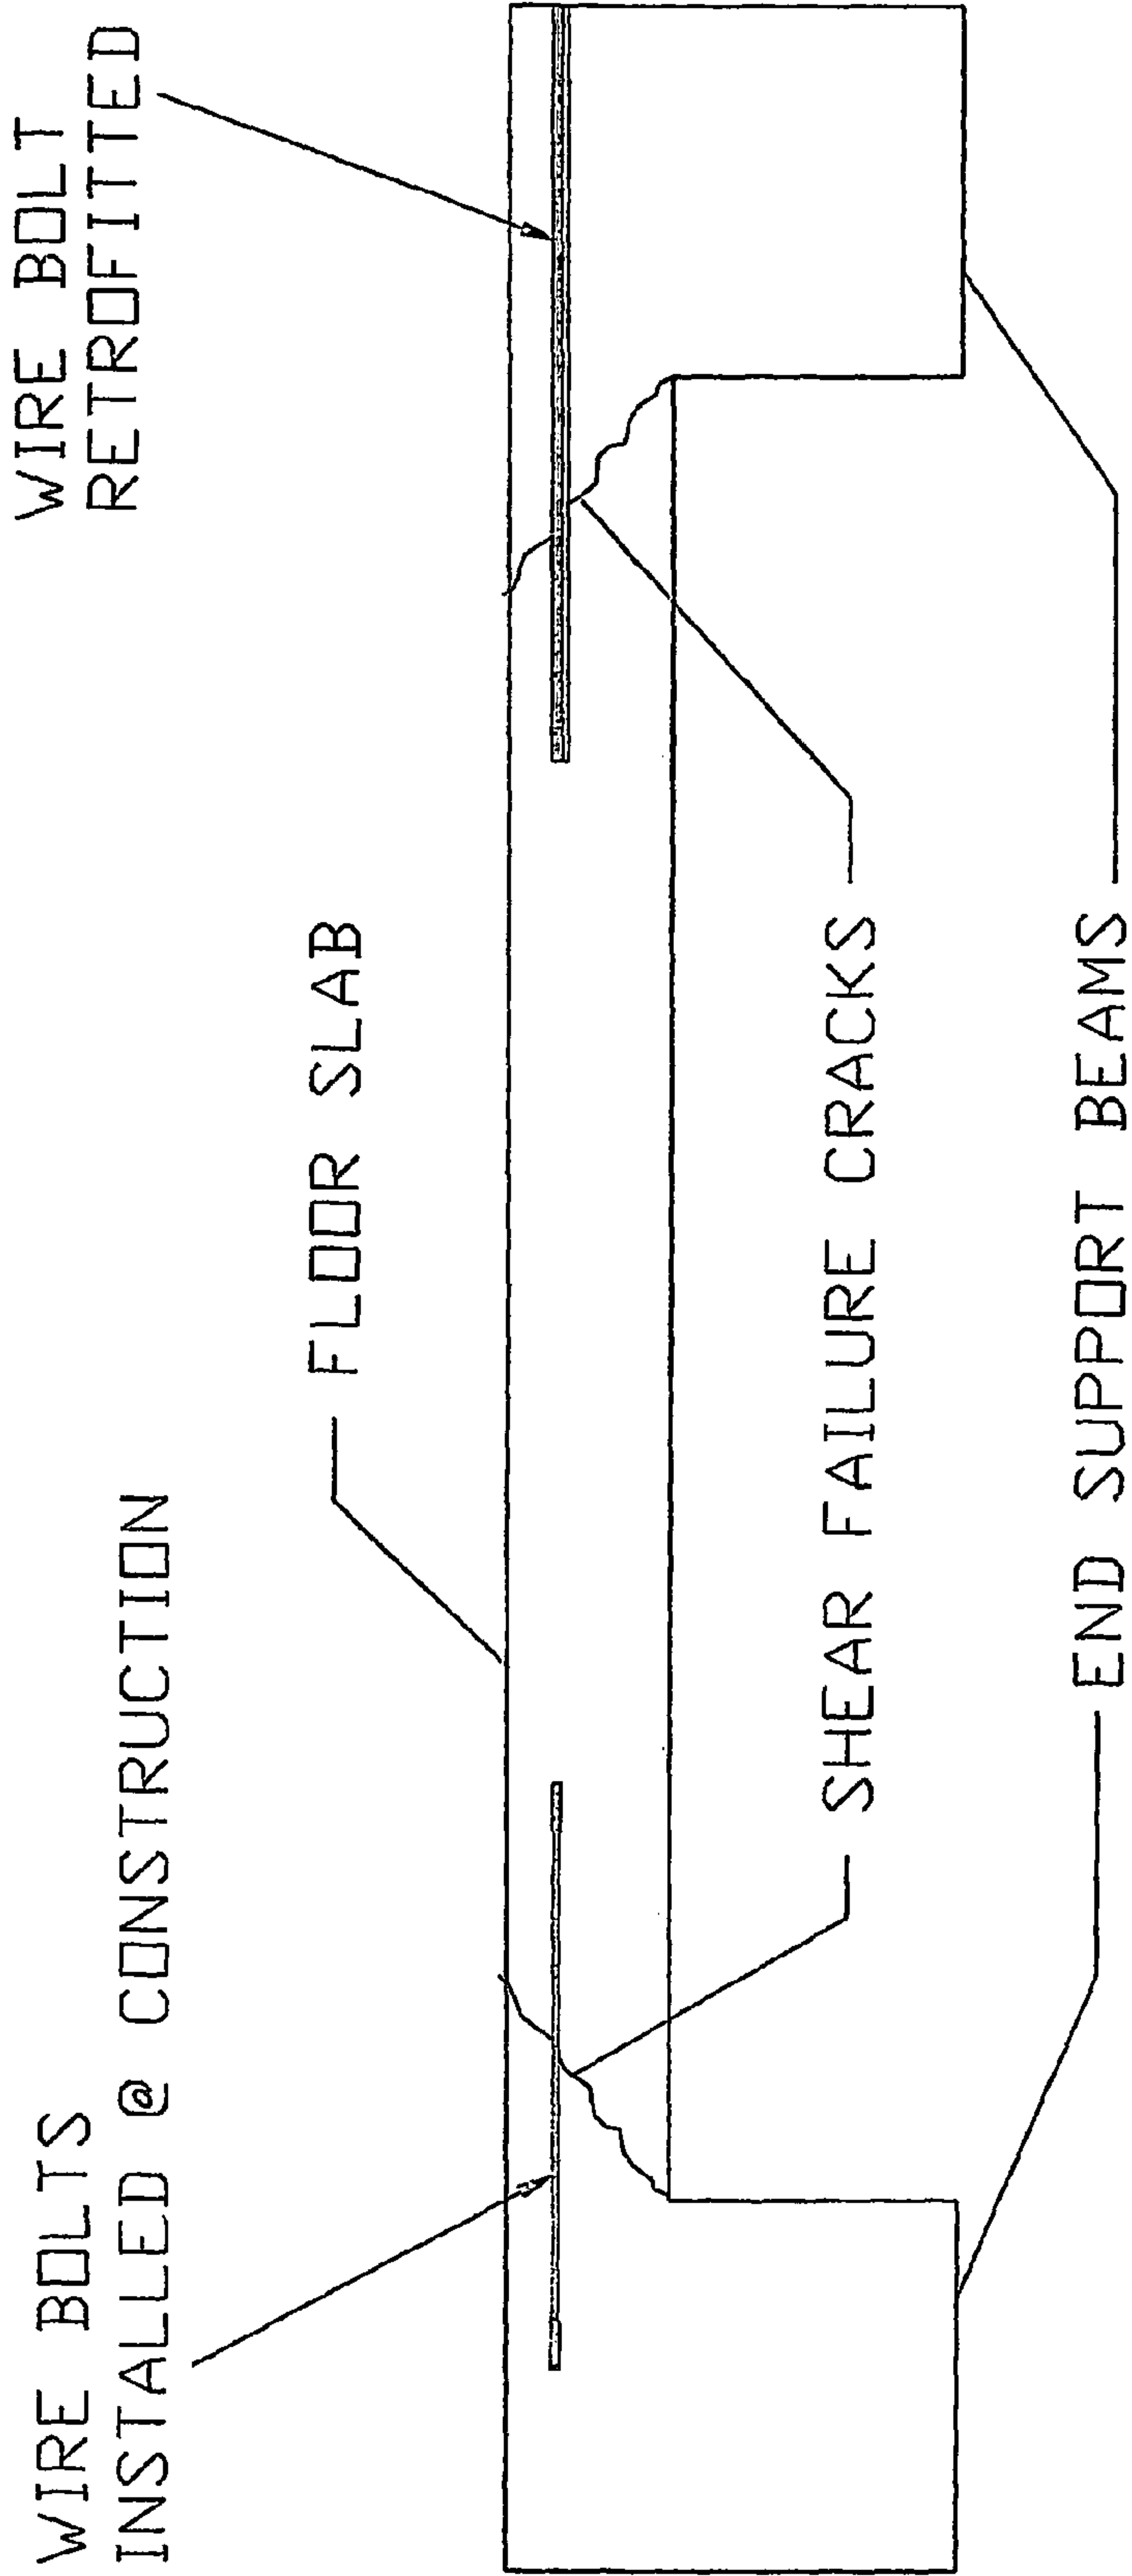 WIRE BOLTS
INSTALLED @ CONSTRUCTION
WIRE BOLT
RETROFITTED
FLOOR SLAB
SHEAR FAILURE CRACKS
END SUPPORT BEAMS